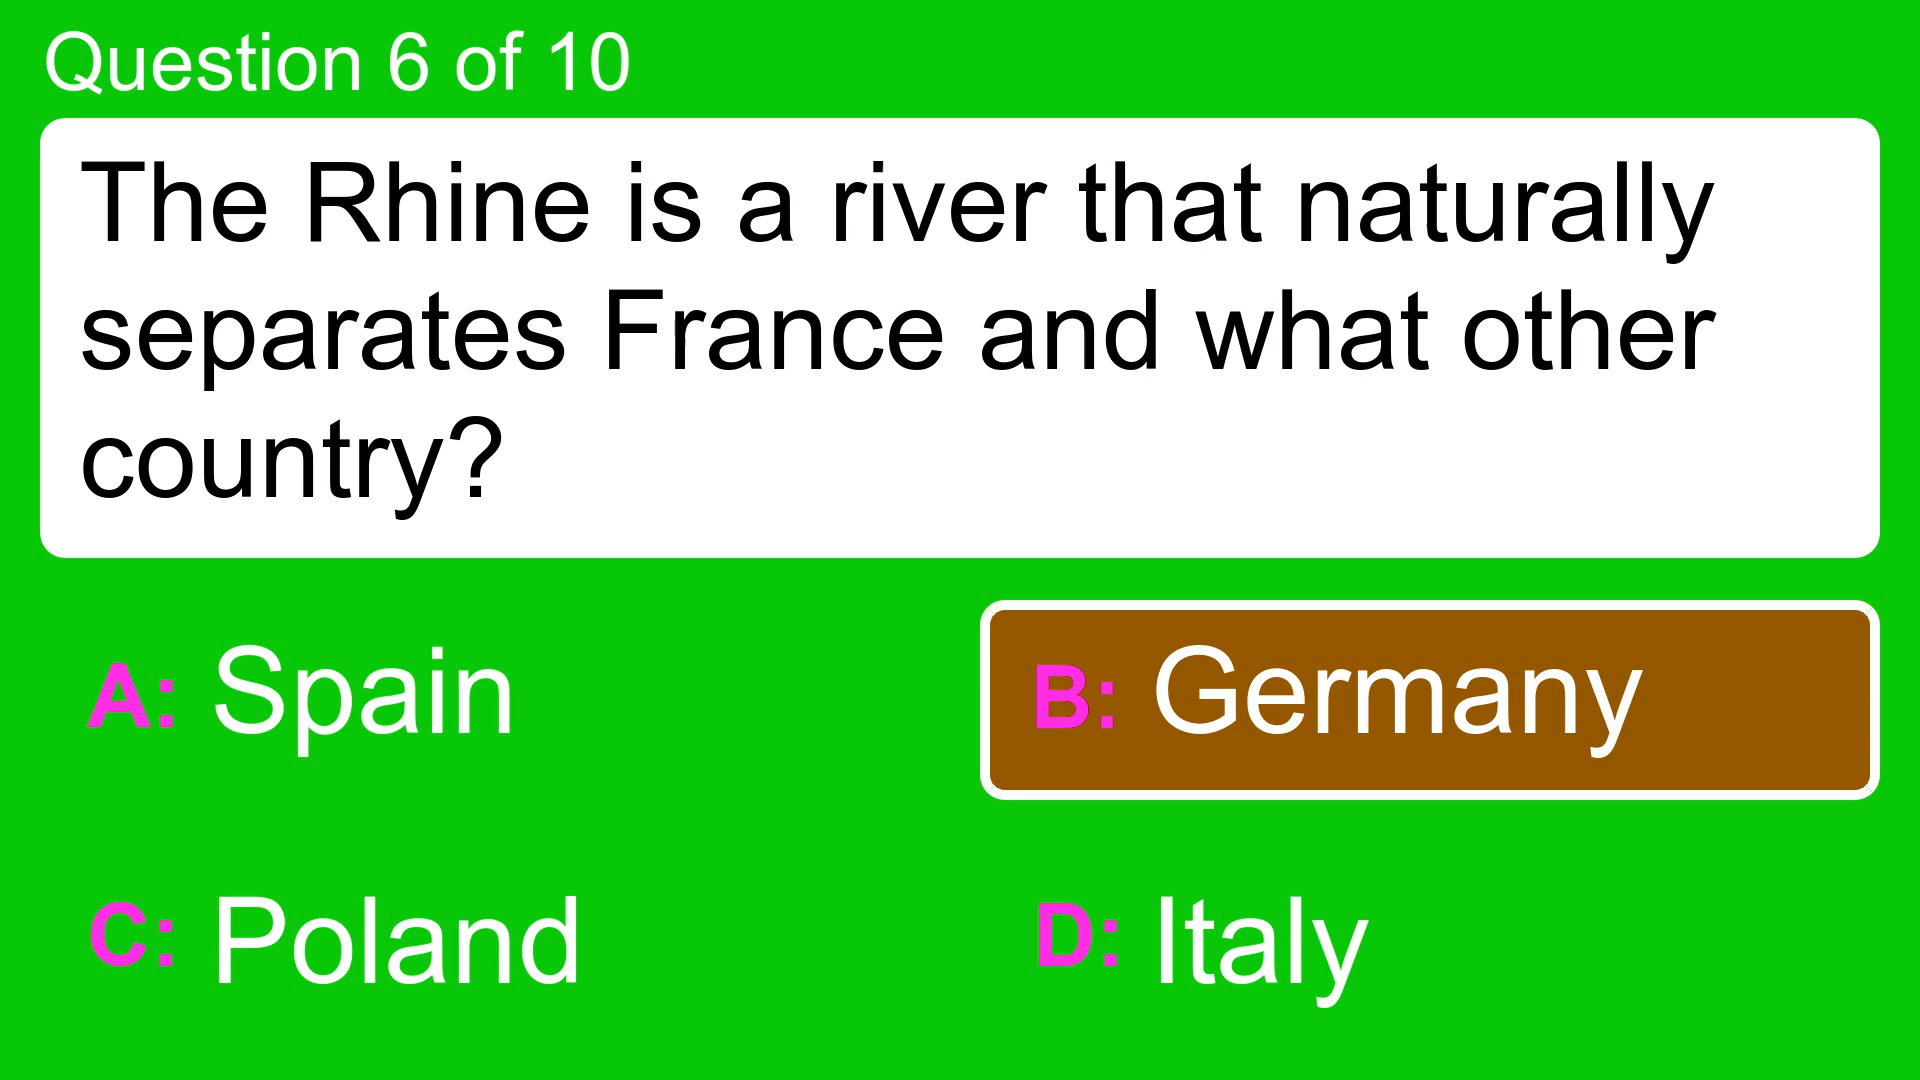 Question 6 of 10
The Rhine is a river that naturally
separates France and what other
country?
A: Spain
B: Germany
C: Poland
D: Italy